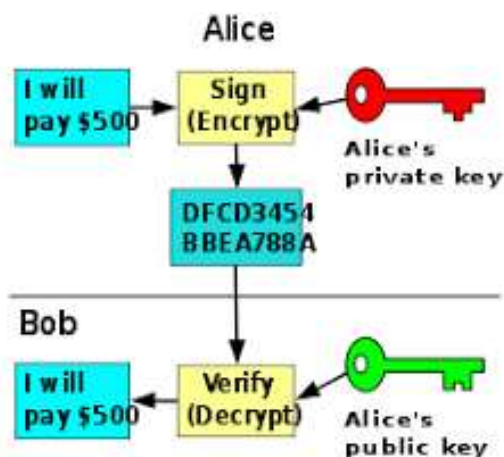 Alice
I will
pay $500
Sign
(Encrypt)
Alice's
private key
DFCD3454
BBEA788A
Bob
I will
pay $500
Verify
(Decrypt)
Alice's
public key